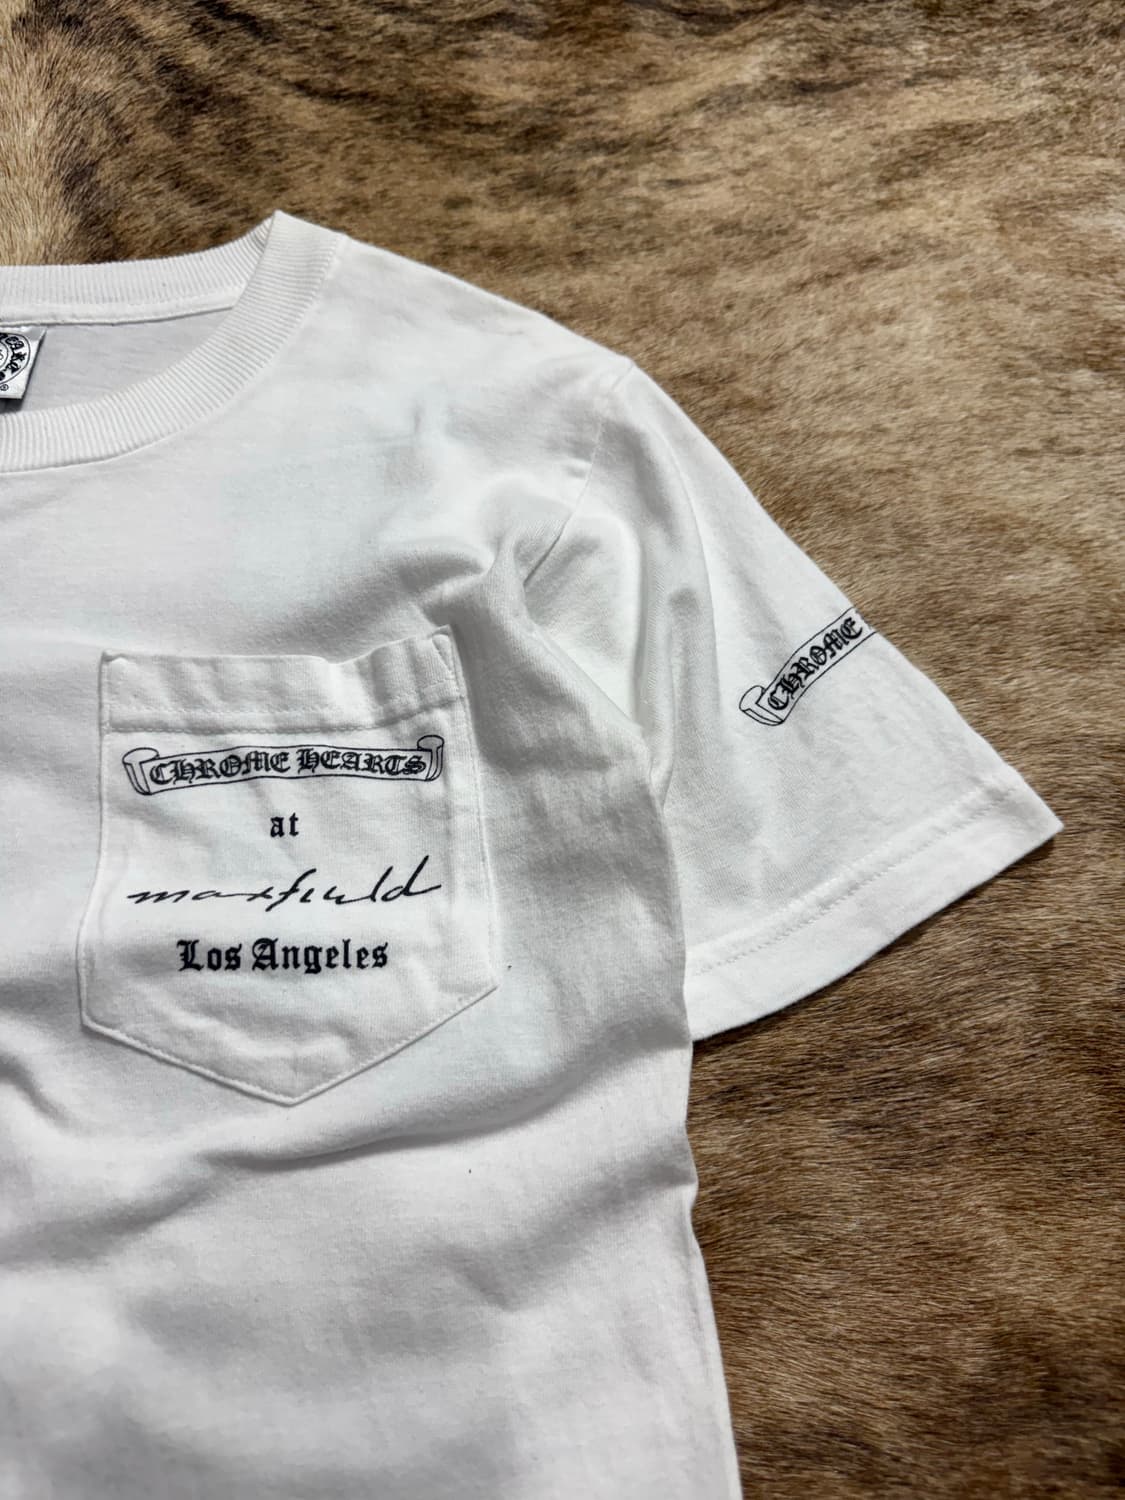 CHROME HEARTS
at
maxfield
Los Angeles
CHROME